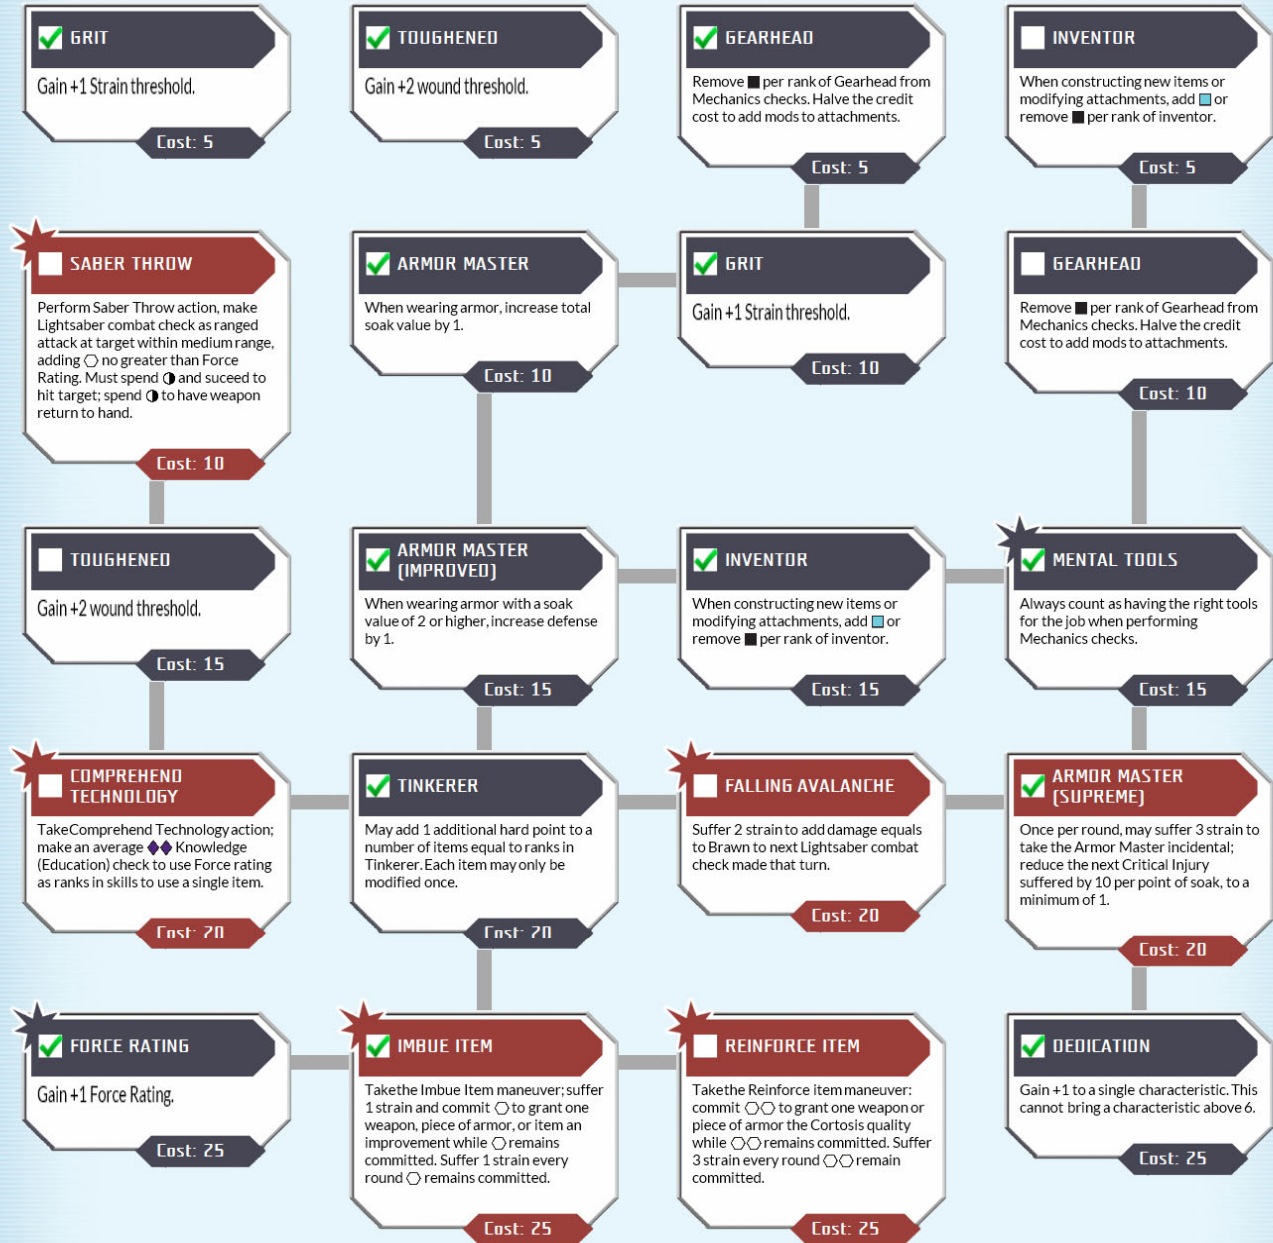 GRIT
Gain +1 Strain threshold.
Cost: 5
TOUGHENED
Gain +2 wound threshold.
Cost: 5
GEARHEAD
Remove ■ per rank of Gearhead from
Mechanics checks. Halve the credit
cost to add mods to attachments.
Cost: 5
INVENTOR
When constructing new items or
modifying attachments, add ■ or
remove ■ per rank of inventor.
Cost: 5
SABER THROW
Perform Saber Throw action, make
Lightsaber combat check as ranged
attack at target within medium range,
adding ⬡ no greater than Force
Rating. Must spend ◑ and suceed to
hit target; spend ◑ to have weapon
return to hand.
Cost: 10
ARMOR MASTER
When wearing armor, increase total
soak value by 1.
Cost: 10
GRIT
Gain +1 Strain threshold.
Cost: 10
GEARHEAD
Remove ■ per rank of Gearhead from
Mechanics checks. Halve the credit
cost to add mods to attachments.
Cost: 10
TOUGHENED
Gain +2 wound threshold.
Cost: 15
ARMOR MASTER
(IMPROVED)
When wearing armor with a soak
value of 2 or higher, increase defense
by 1.
Cost: 15
INVENTOR
When constructing new items or
modifying attachments, add ■ or
remove ■ per rank of inventor.
Cost: 15
MENTAL TOOLS
Always count as having the right tools
for the job when performing
Mechanics checks.
Cost: 15
COMPREHEND
TECHNOLOGY
Take Comprehend Technology action;
make an average ◆◆ Knowledge
(Education) check to use Force rating
as ranks in skills to use a single item.
Cost: 20
TINKERER
May add 1 additional hard point to a
number of items equal to ranks in
Tinkerer. Each item may only be
modified once.
Cost: 20
FALLING AVALANCHE
Suffer 2 strain to add damage equals
to Brawn to next Lightsaber combat
check made that turn.
Cost: 20
ARMOR MASTER
(SUPREME)
Once per round, may suffer 3 strain to
take the Armor Master incidental;
reduce the next Critical Injury
suffered by 10 per point of soak, to a
minimum of 1.
Cost: 20
FORCE RATING
Gain +1 Force Rating.
Cost: 25
IMBUE ITEM
Take the Imbue Item maneuver; suffer
1 strain and commit ⬡ to grant one
weapon, piece of armor, or item an
improvement while ⬡ remains
committed. Suffer 1 strain every
round ⬡ remains committed.
Cost: 25
REINFORCE ITEM
Take the Reinforce item maneuver:
commit ⬡⬡ to grant one weapon or
piece of armor the Cortosis quality
while ⬡⬡ remains committed. Suffer
3 strain every round ⬡⬡ remain
committed.
Cost: 25
DEDICATION
Gain +1 to a single characteristic. This
cannot bring a characteristic above 6.
Cost: 25